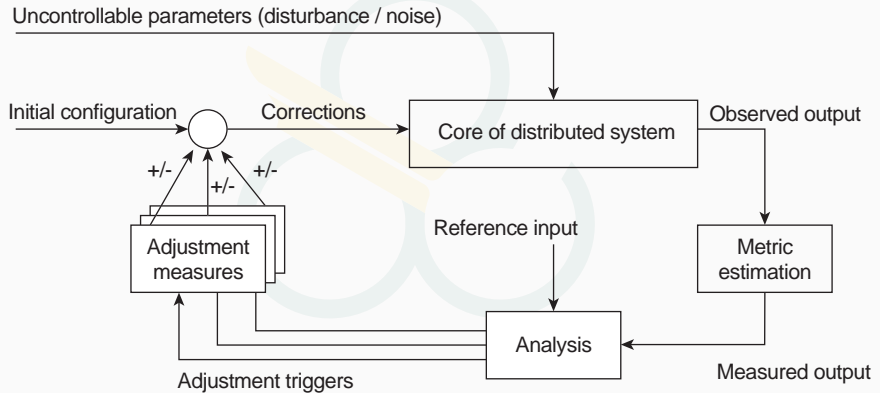 Uncontrollable parameters (disturbance / noise)
Initial configuration
Corrections
Core of distributed system
Observed output
+/-
+/-
+/-
Reference input
Adjustment
measures
Metric
estimation
Analysis
Adjustment triggers
Measured output